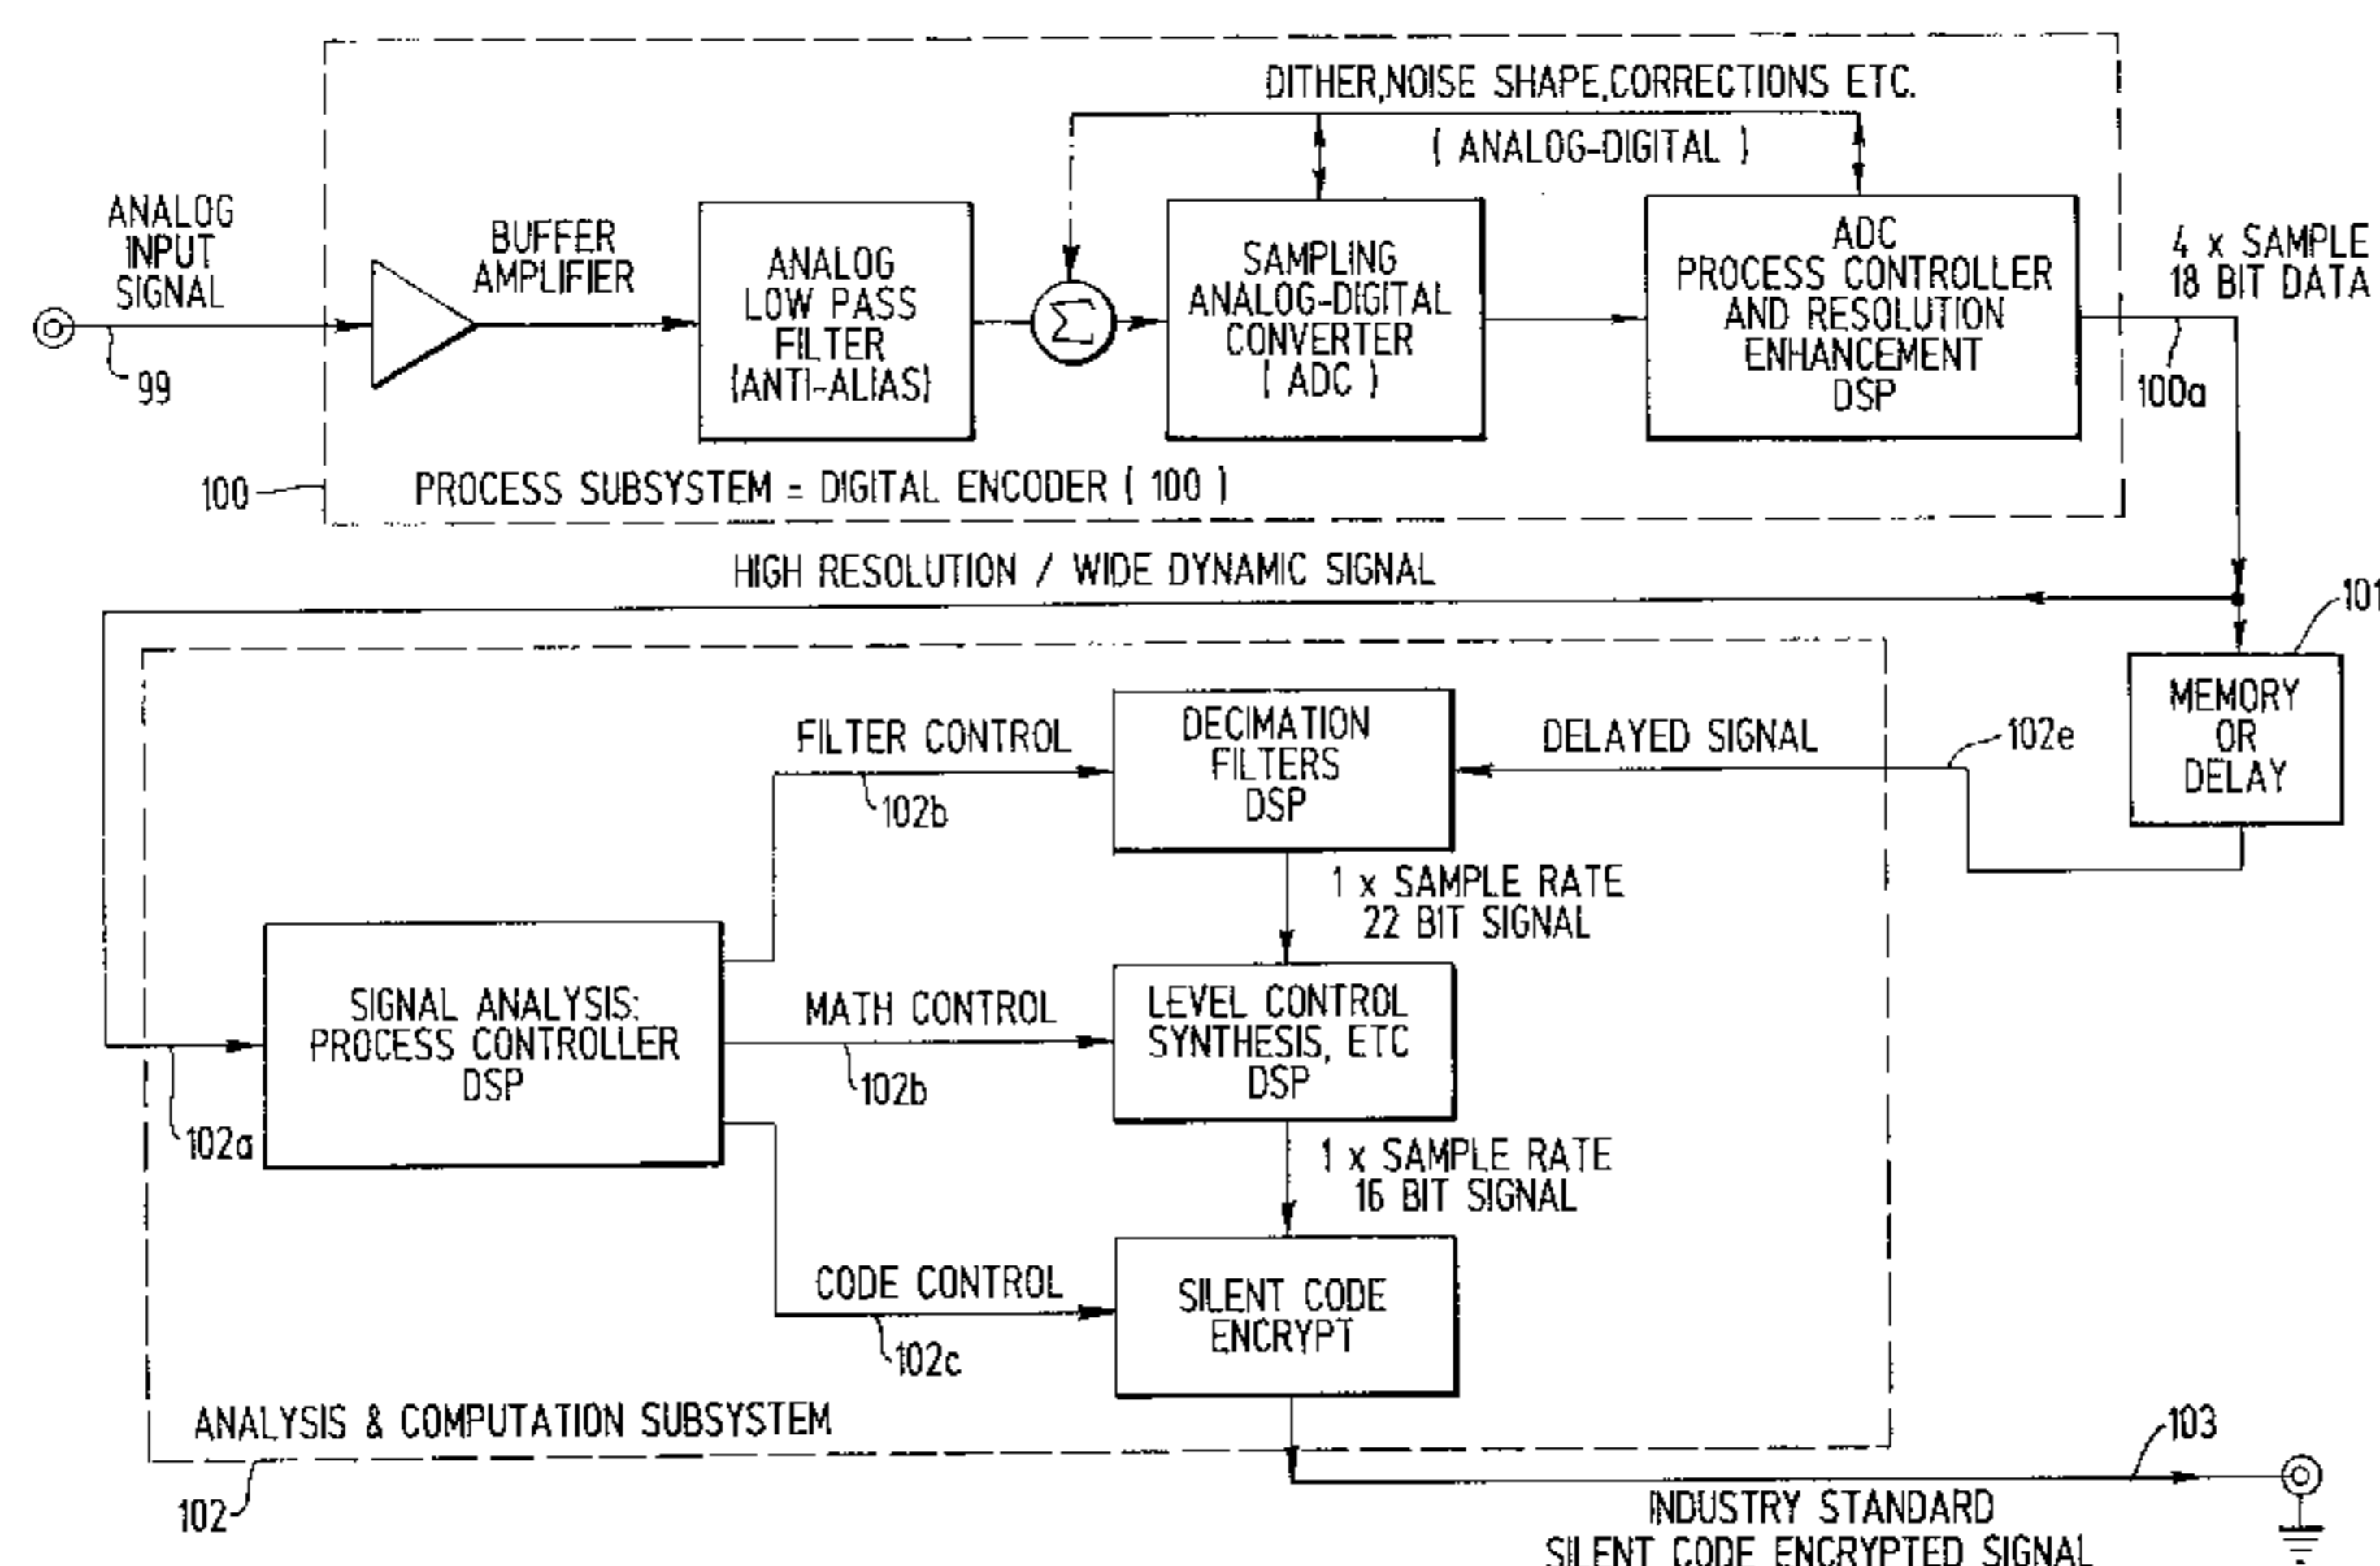 DITHER,NOISE SHAPE,CORRECTIONS ETC.
( ANALOG-DIGITAL )
ANALOG
INPUT
SIGNAL
99
BUFFER
AMPLIFIER
ANALOG
LOW PASS
FILTER
(ANTI-ALIAS)
Σ
SAMPLING
ANALOG-DIGITAL
CONVERTER
( ADC )
ADC
PROCESS CONTROLLER
AND RESOLUTION
ENHANCEMENT
DSP
4 x SAMPLE
18 BIT DATA
100a
100
PROCESS SUBSYSTEM = DIGITAL ENCODER ( 100 )
HIGH RESOLUTION / WIDE DYNAMIC SIGNAL
101
MEMORY
OR
DELAY
FILTER CONTROL
102b
DECIMATION
FILTERS
DSP
DELAYED SIGNAL
102e
1 x SAMPLE RATE
22 BIT SIGNAL
SIGNAL ANALYSIS:
PROCESS CONTROLLER
DSP
102a
MATH CONTROL
102b
LEVEL CONTROL
SYNTHESIS, ETC
DSP
1 x SAMPLE RATE
16 BIT SIGNAL
CODE CONTROL
102c
SILENT CODE
ENCRYPT
ANALYSIS & COMPUTATION SUBSYSTEM
102
103
INDUSTRY STANDARD
SILENT CODE ENCRYPTED SIGNAL